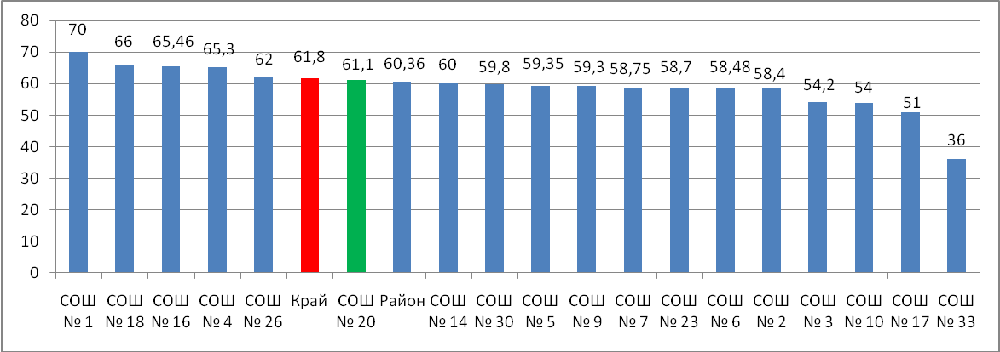 80
70
60
50
40
30
20
10
0
70
66
65,46
65,3
62
61,8
61,1
60,36
60
59,8
59,35
59,3
58,75
58,7
58,48
58,4
54,2
54
51
36
СОШ № 1
СОШ № 18
СОШ № 16
СОШ № 4
СОШ № 26
Край
СОШ № 20
Район
СОШ № 14
СОШ № 30
СОШ № 5
СОШ № 9
СОШ № 7
СОШ № 23
СОШ № 6
СОШ № 2
СОШ № 3
СОШ № 10
СОШ № 17
СОШ № 33